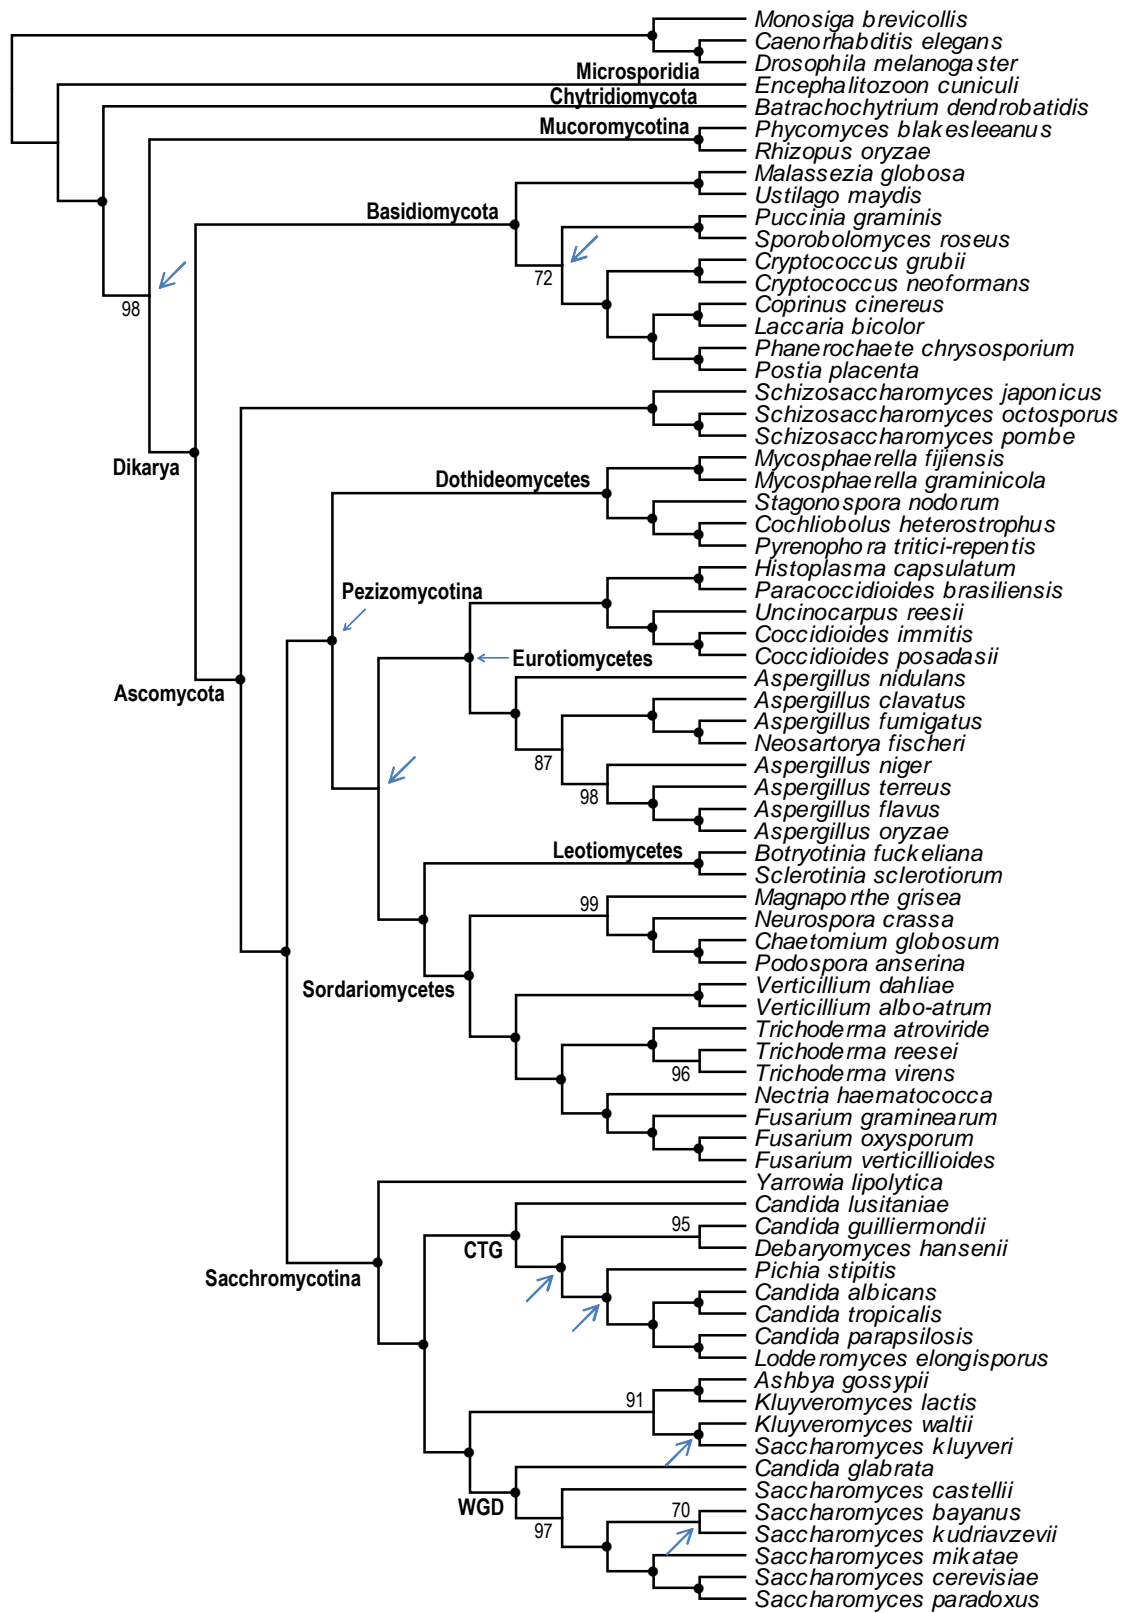 Monosiga brevicollis
Caenorhabditis elegans
Drosophila melanogaster
Microsporidia
Encephalitozoon cuniculi
Chytridiomycota
Batrachochytrium dendrobatidis
Mucoromycotina
Phycomyces blakesleeanus
Rhizopus oryzae
Malassezia globosa
Ustilago maydis
Basidiomycota
Puccinia graminis
Sporobolomyces roseus
Cryptococcus grubii
72
Cryptococcus neoformans
98
Coprinus cinereus
Laccaria bicolor
Phanerochaete chrysosporium
Postia placenta
Schizosaccharomyces japonicus
Schizosaccharomyces octosporus
Schizosaccharomyces pombe
Dikarya
Mycosphaerella fijiensis
Dothideomycetes
Mycosphaerella graminicola
Stagonospora nodorum
Cochliobolus heterostrophus
Pyrenophora tritici-repentis
Histoplasma capsulatum
Pezizomycotina
Paracoccidioides brasiliensis
Uncinocarpus reesii
Coccidioides immitis
Eurotiomycetes
Coccidioides posadasii
Aspergillus nidulans
Ascomycota
Aspergillus clavatus
Aspergillus fumigatus
Neosartorya fischeri
87
Aspergillus niger
98
Aspergillus terreus
Aspergillus flavus
Aspergillus oryzae
Leotiomycetes
Botryotinia fuckeliana
Sclerotinia sclerotiorum
99
Magnaporthe grisea
Neurospora crassa
Chaetomium globosum
Podospora anserina
Sordariomycetes
Verticillium dahliae
Verticillium albo-atrum
Trichoderma atroviride
Trichoderma reesei
96
Trichoderma virens
Nectria haematococca
Fusarium graminearum
Fusarium oxysporum
Fusarium verticillioides
Yarrowia lipolytica
Candida lusitaniae
95
Candida guilliermondii
CTG
Debaryomyces hansenii
Sacchromycotina
Pichia stipitis
Candida albicans
Candida tropicalis
Candida parapsilosis
Lodderomyces elongisporus
Ashbya gossypii
91
Kluyveromyces lactis
Kluyveromyces waltii
Saccharomyces kluyveri
Candida glabrata
Saccharomyces castellii
WGD
70
Saccharomyces bayanus
97
Saccharomyces kudriavzevii
Saccharomyces mikatae
Saccharomyces cerevisiae
Saccharomyces paradoxus